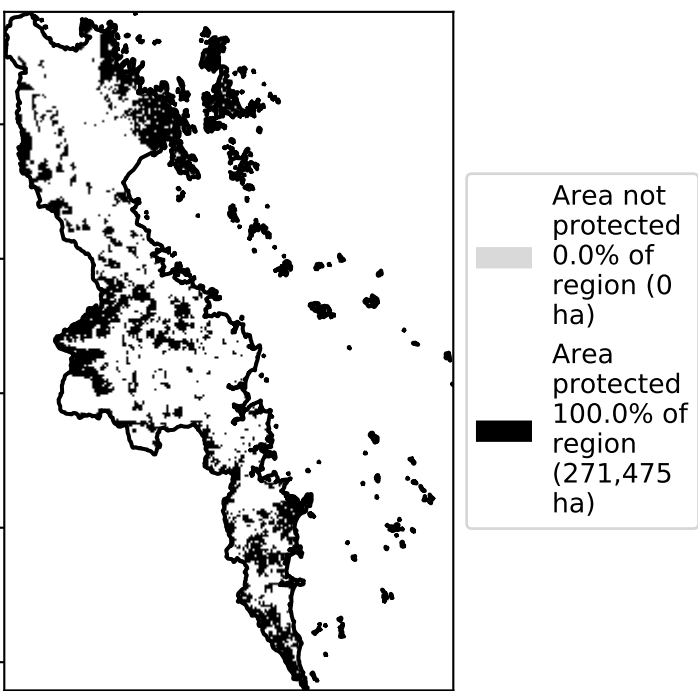 Area not
protected
0.0% of
region (0
ha)
Area
protected
100.0% of
region
(271,475
ha)